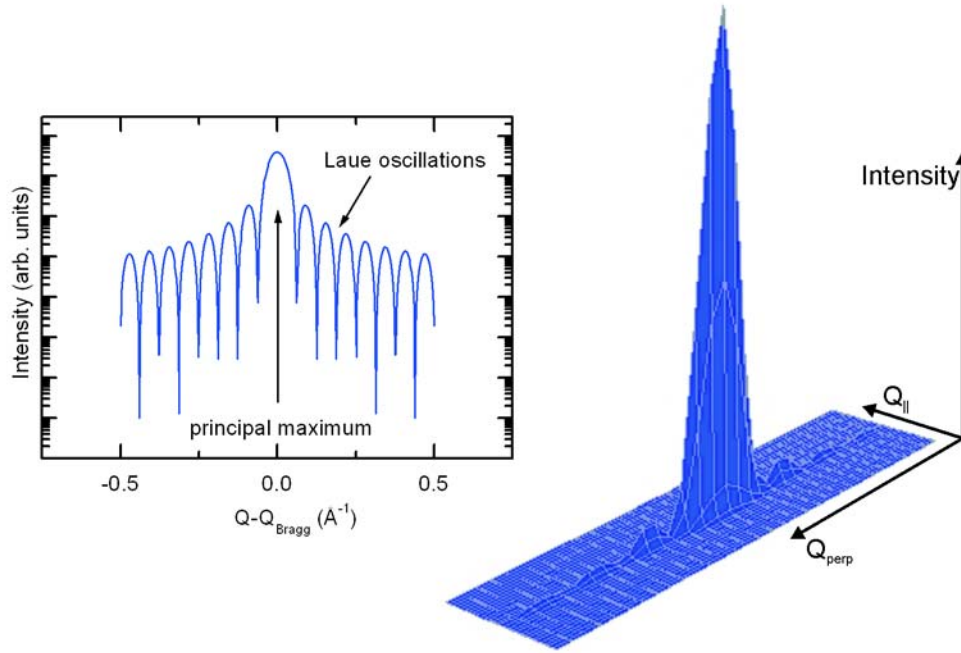 Intensity (arb. units)
Laue oscillations
principal maximum
-0.5
0.0
0.5
Q-Q_Bragg (Å⁻¹)
Intensity
Q_||
Q_perp